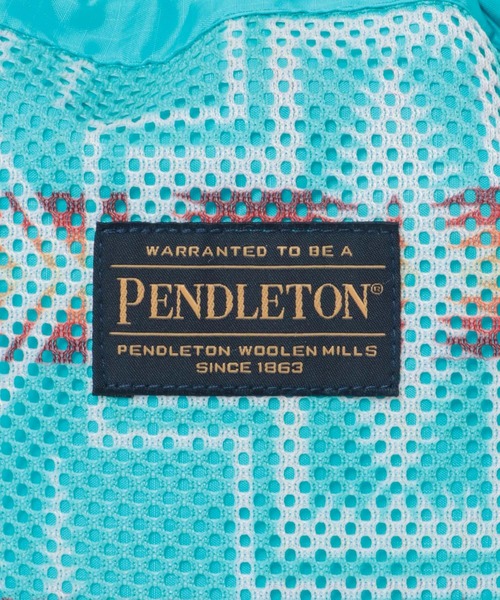 WARRANTED TO BE A
PENDLETON®
PENDLETON WOOLEN MILLS
SINCE 1863